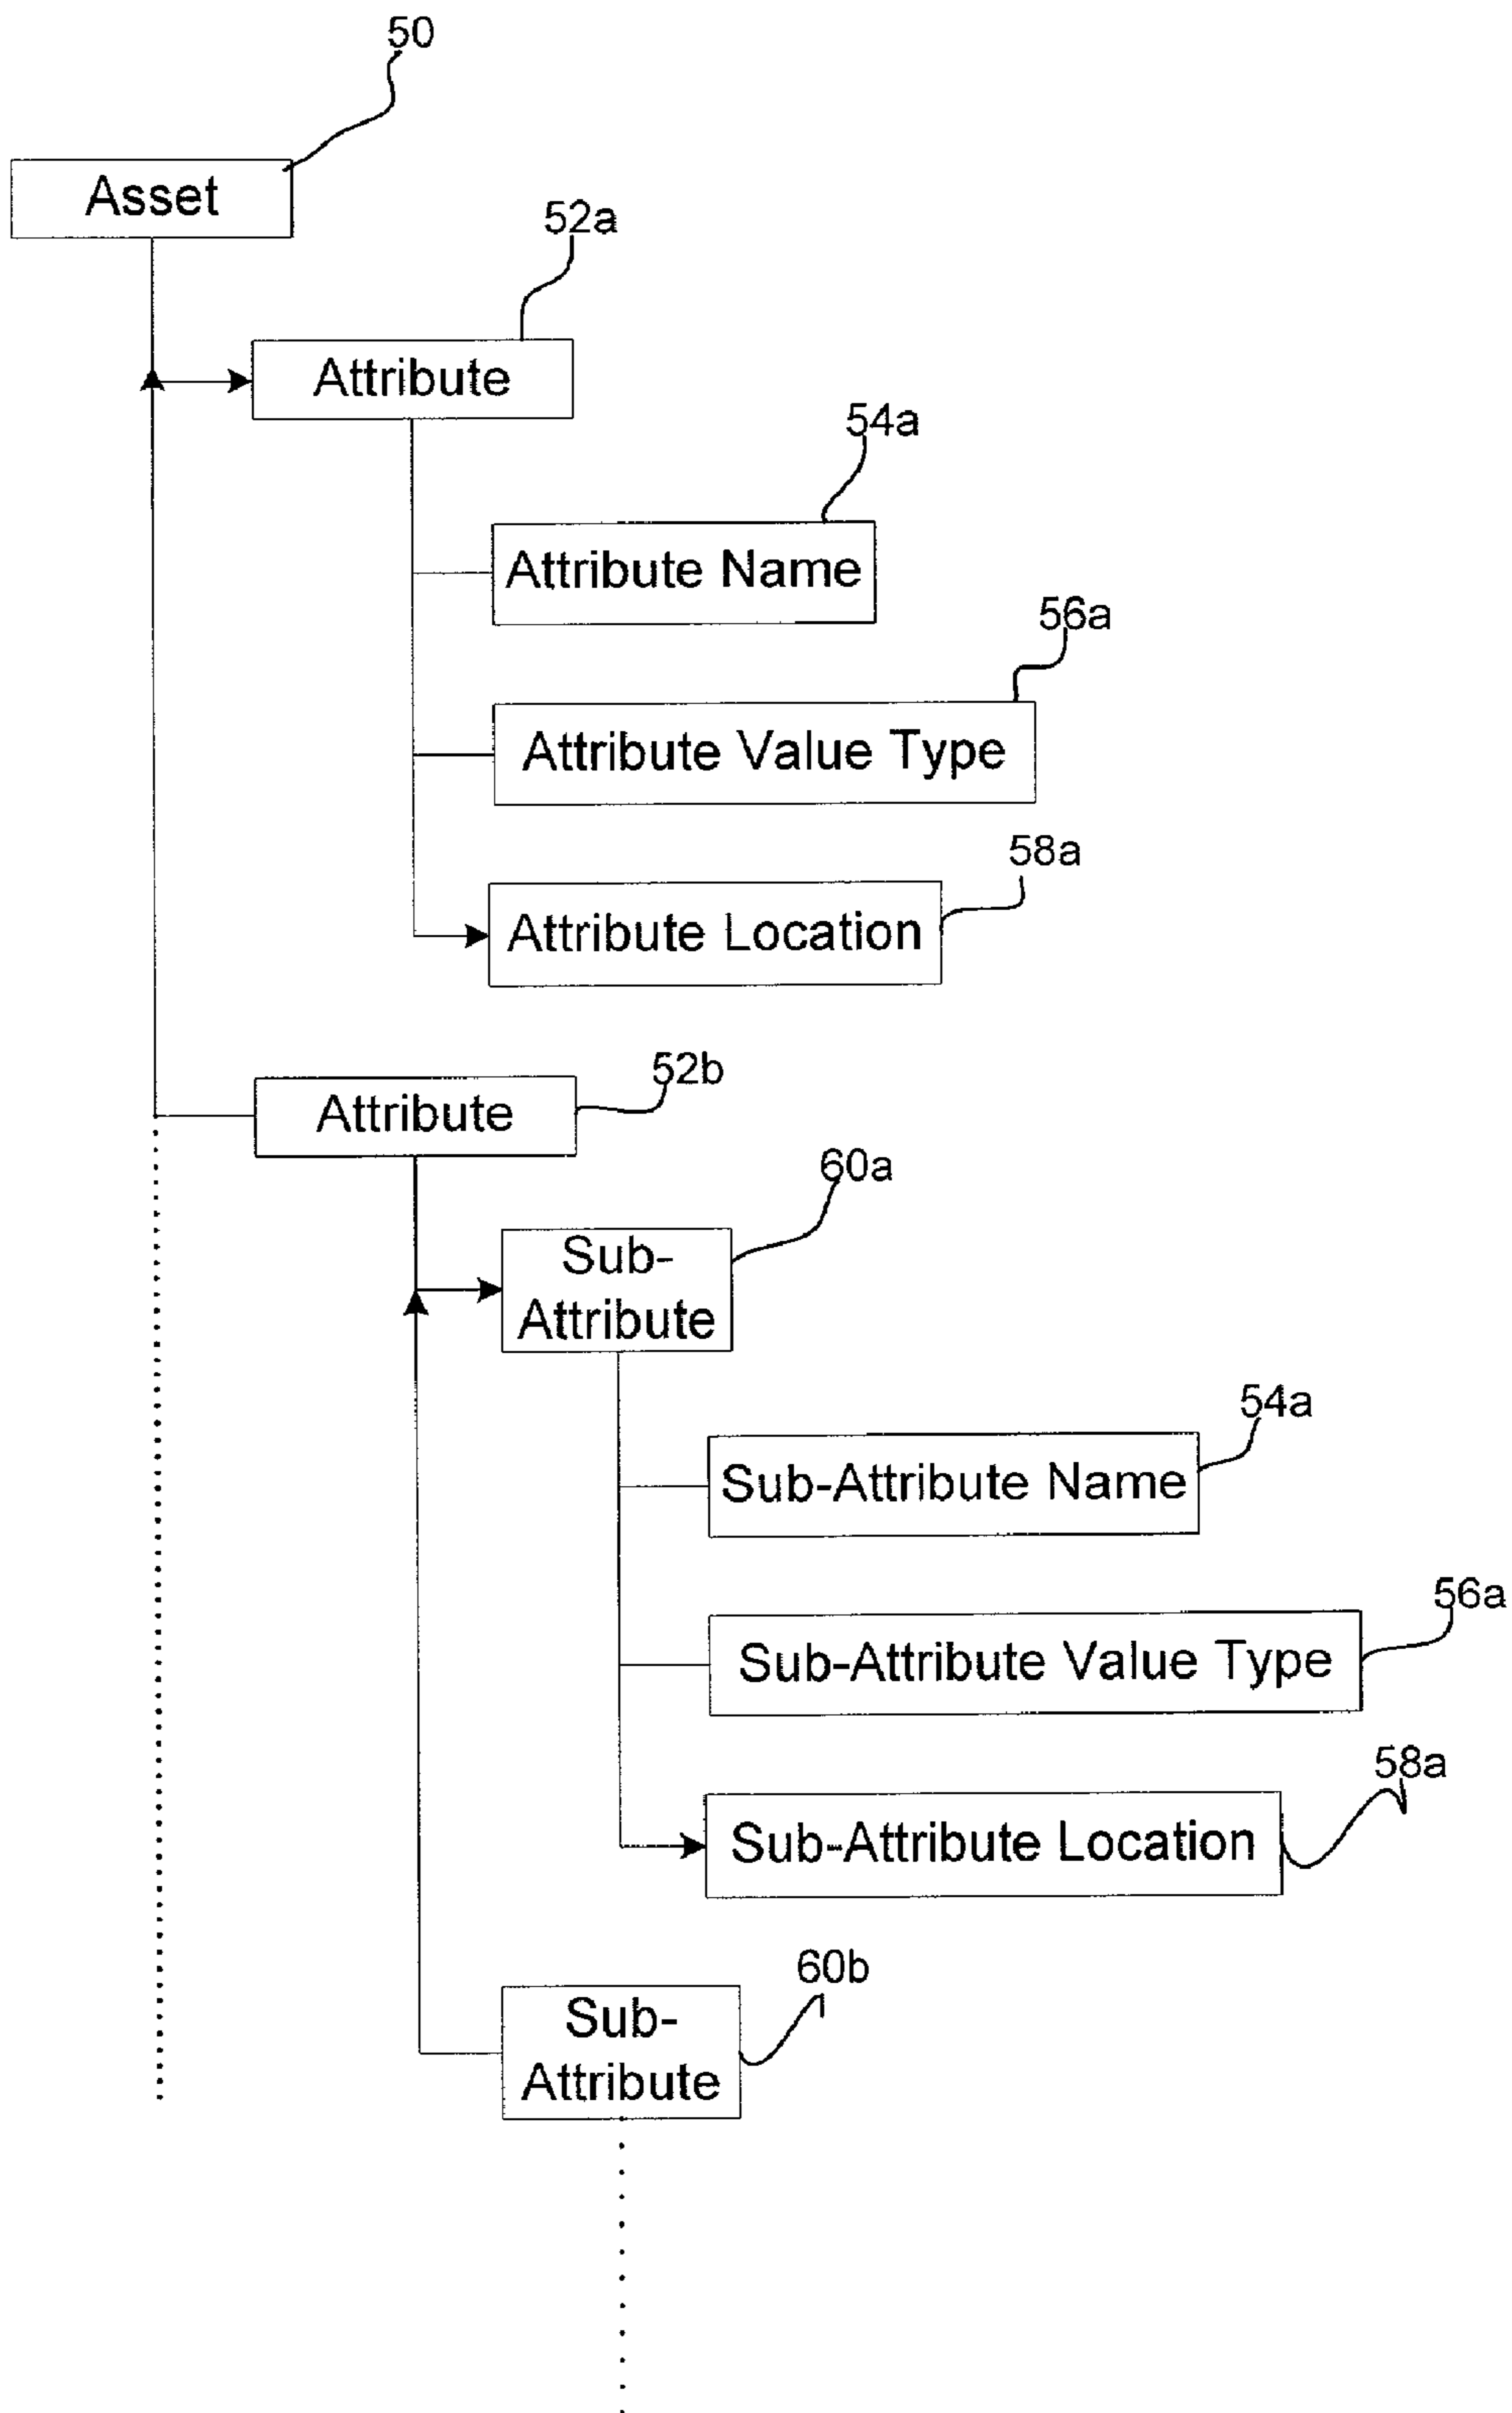 50
Asset
52a
Attribute
54a
Attribute Name
56a
Attribute Value Type
58a
Attribute Location
52b
Attribute
60a
Sub-
Attribute
54a
Sub-Attribute Name
56a
Sub-Attribute Value Type
58a
Sub-Attribute Location
60b
Sub-
Attribute